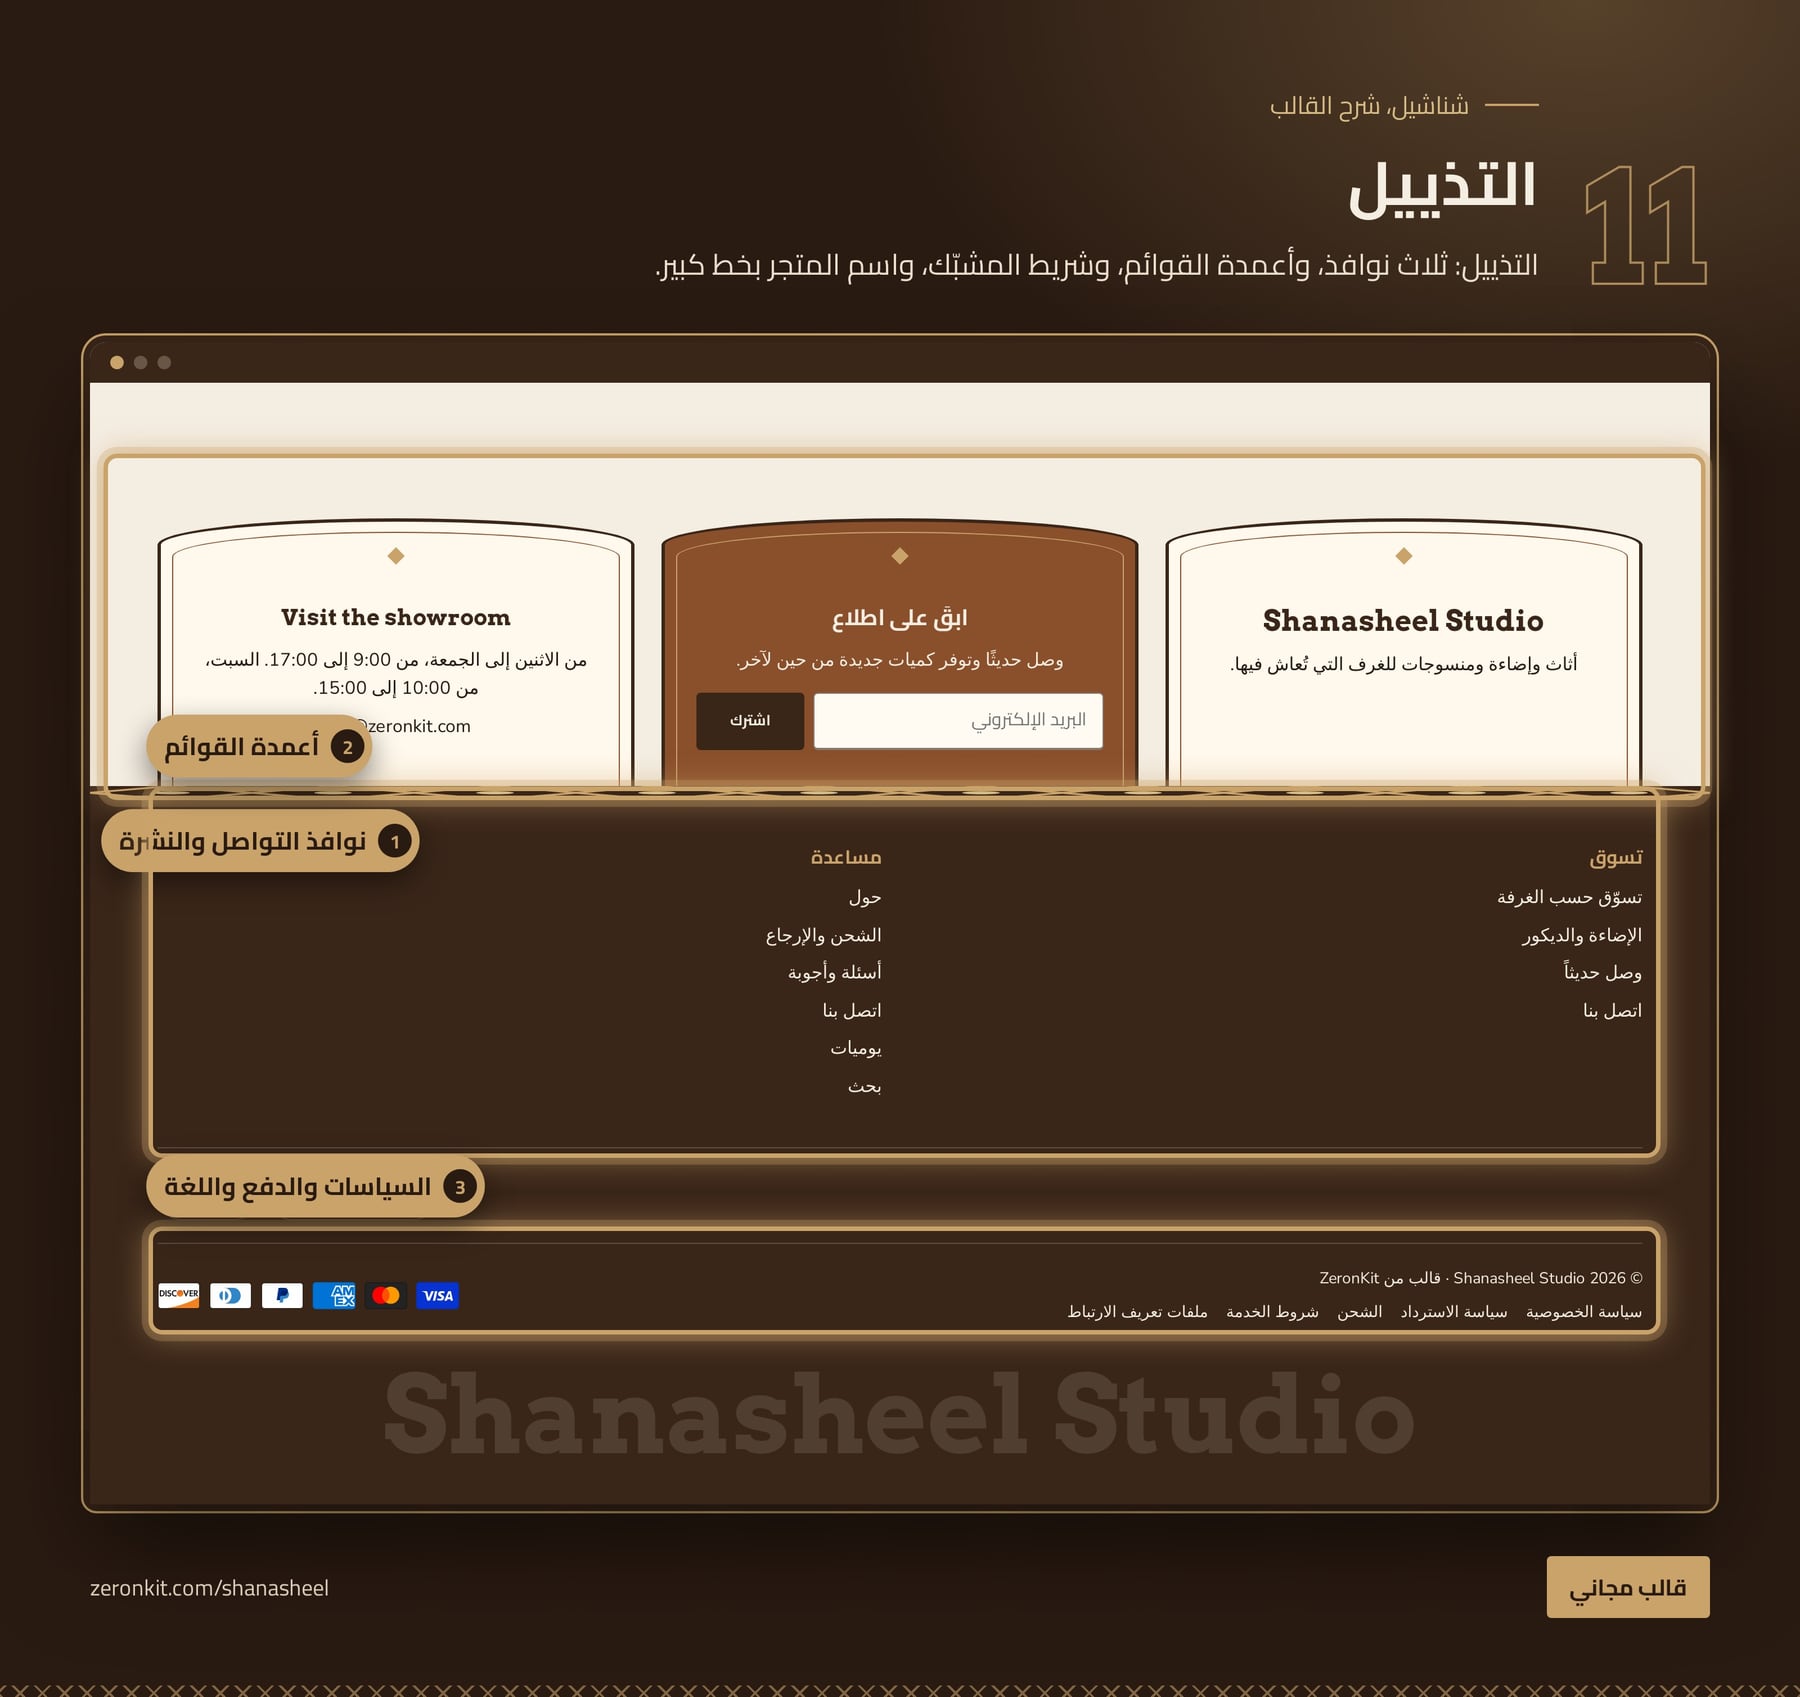 شناشيل، شرح القالب
11
التذييل
التذييل: ثلاث نوافذ، وأعمدة القوائم، وشريط المشبّك، واسم المتجر بخط كبير.
Shanasheel Studio
أثاث وإضاءة ومنسوجات للغرف التي تُعاش فيها.
ابقَ على اطلاع
وصل حديثًا وتوفر كميات جديدة من حين لآخر.
البريد الإلكتروني
اشترك
Visit the showroom
من الاثنين إلى الجمعة، من 9:00 إلى 17:00. السبت،
من 10:00 إلى 15:00.
zeronkit.com
2 أعمدة القوائم
1 نوافذ التواصل والنشرة
تسوق
تسوّق حسب الغرفة
الإضاءة والديكور
وصل حديثاً
اتصل بنا
مساعدة
حول
الشحن والإرجاع
أسئلة وأجوبة
اتصل بنا
يوميات
بحث
3 السياسات والدفع واللغة
© 2026 Shanasheel Studio · قالب من ZeronKit
سياسة الخصوصية سياسة الاسترداد الشحن شروط الخدمة ملفات تعريف الارتباط
VISA
AM EX
DISCOVER
Shanasheel Studio
قالب مجاني
zeronkit.com/shanasheel